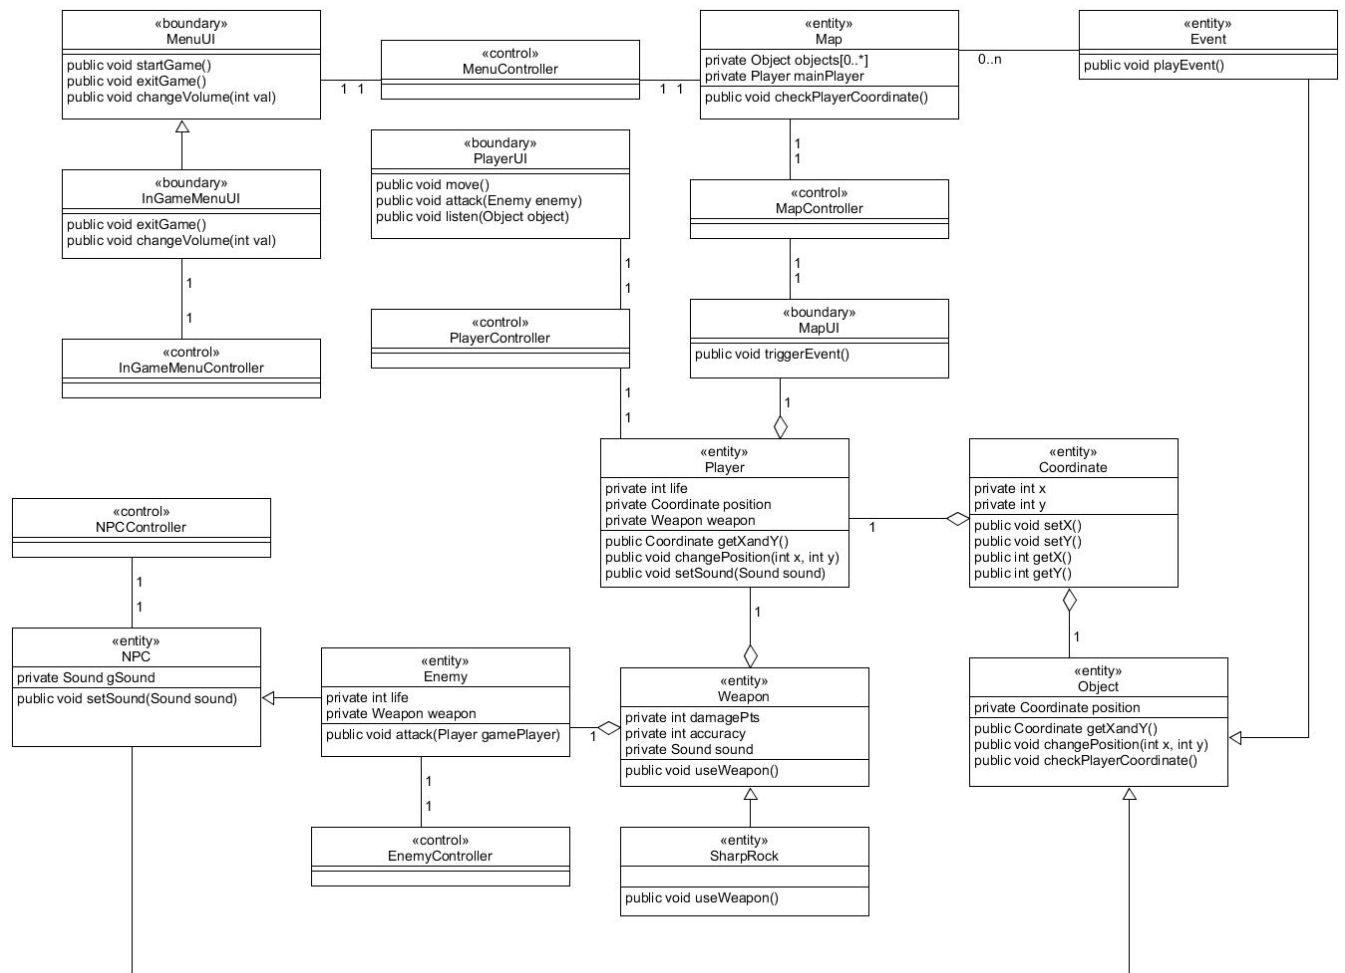 «boundary»
MenuUI
public void startGame()
public void exitGame()
public void changeVolume(int val)
1 1
«control»
MenuController
1 1
«entity»
Map
private Object objects[0..*]
private Player mainPlayer
public void checkPlayerCoordinate()
0..n
«entity»
Event
public void playEvent()
«boundary»
InGameMenuUI
public void exitGame()
public void changeVolume(int val)
1
1
«control»
InGameMenuController
«boundary»
PlayerUI
public void move()
public void attack(Enemy enemy)
public void listen(Object object)
1
1
«control»
PlayerController
1
1
1
1
«control»
MapController
1
1
«boundary»
MapUI
public void triggerEvent()
1
«entity»
Player
private int life
private Coordinate position
private Weapon weapon
public Coordinate getXandY()
public void changePosition(int x, int y)
public void setSound(Sound sound)
1
«entity»
Coordinate
private int x
private int y
public void setX()
public void setY()
public int getX()
public int getY()
1
«control»
NPCController
1
1
«entity»
NPC
private Sound gSound
public void setSound(Sound sound)
«entity»
Enemy
private int life
private Weapon weapon
public void attack(Player gamePlayer)
1
1
1
«control»
EnemyController
1
«entity»
Weapon
private int damagePts
private int accuracy
private Sound sound
public void useWeapon()
«entity»
SharpRock
public void useWeapon()
«entity»
Object
private Coordinate position
public Coordinate getXandY()
public void changePosition(int x, int y)
public void checkPlayerCoordinate()